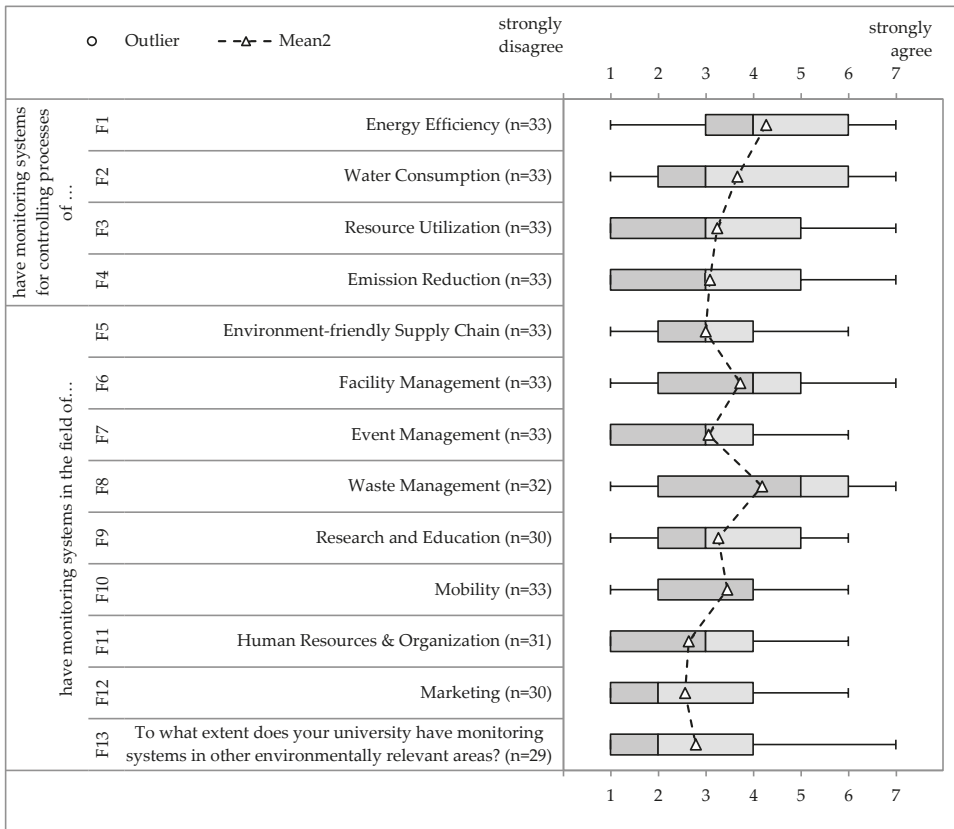 Outlier
Mean2
strongly
disagree
strongly
agree
1 2 3 4 5 6 7
have monitoring systems
for controlling processes
of …
F1 Energy Efficiency (n=33)
F2 Water Consumption (n=33)
F3 Resource Utilization (n=33)
F4 Emission Reduction (n=33)
have monitoring systems in the field of…
F5 Environment-friendly Supply Chain (n=33)
F6 Facility Management (n=33)
F7 Event Management (n=33)
F8 Waste Management (n=32)
F9 Research and Education (n=30)
F10 Mobility (n=33)
F11 Human Resources & Organization (n=31)
F12 Marketing (n=30)
F13 To what extent does your university have monitoring
systems in other environmentally relevant areas? (n=29)
1 2 3 4 5 6 7